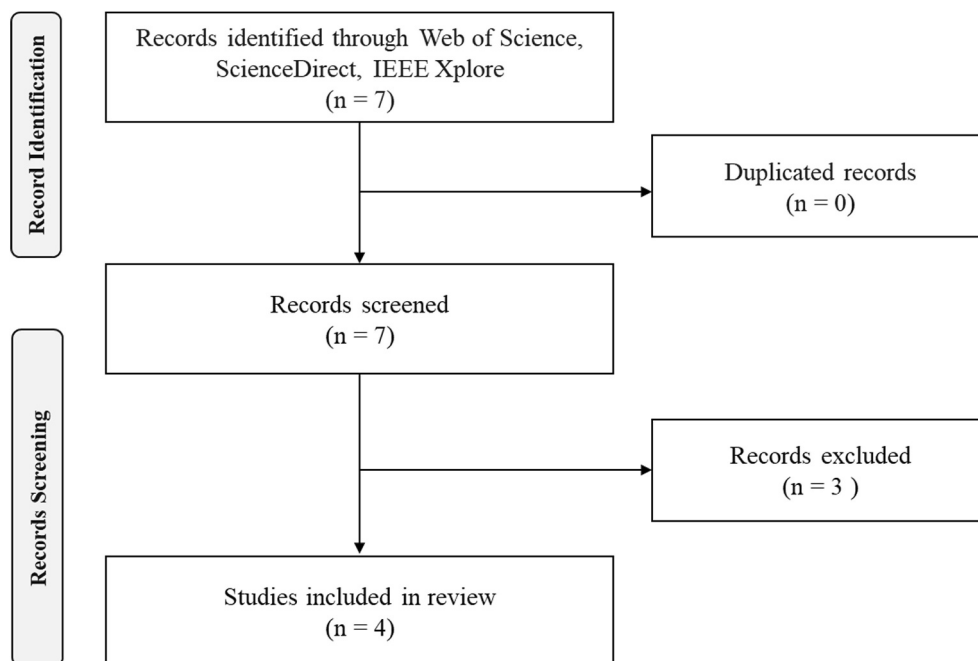 Record Identification
Records identified through Web of Science,
ScienceDirect, IEEE Xplore
(n = 7)
Duplicated records
(n = 0)
Records screened
(n = 7)
Records Screening
Records excluded
(n = 3 )
Studies included in review
(n = 4)